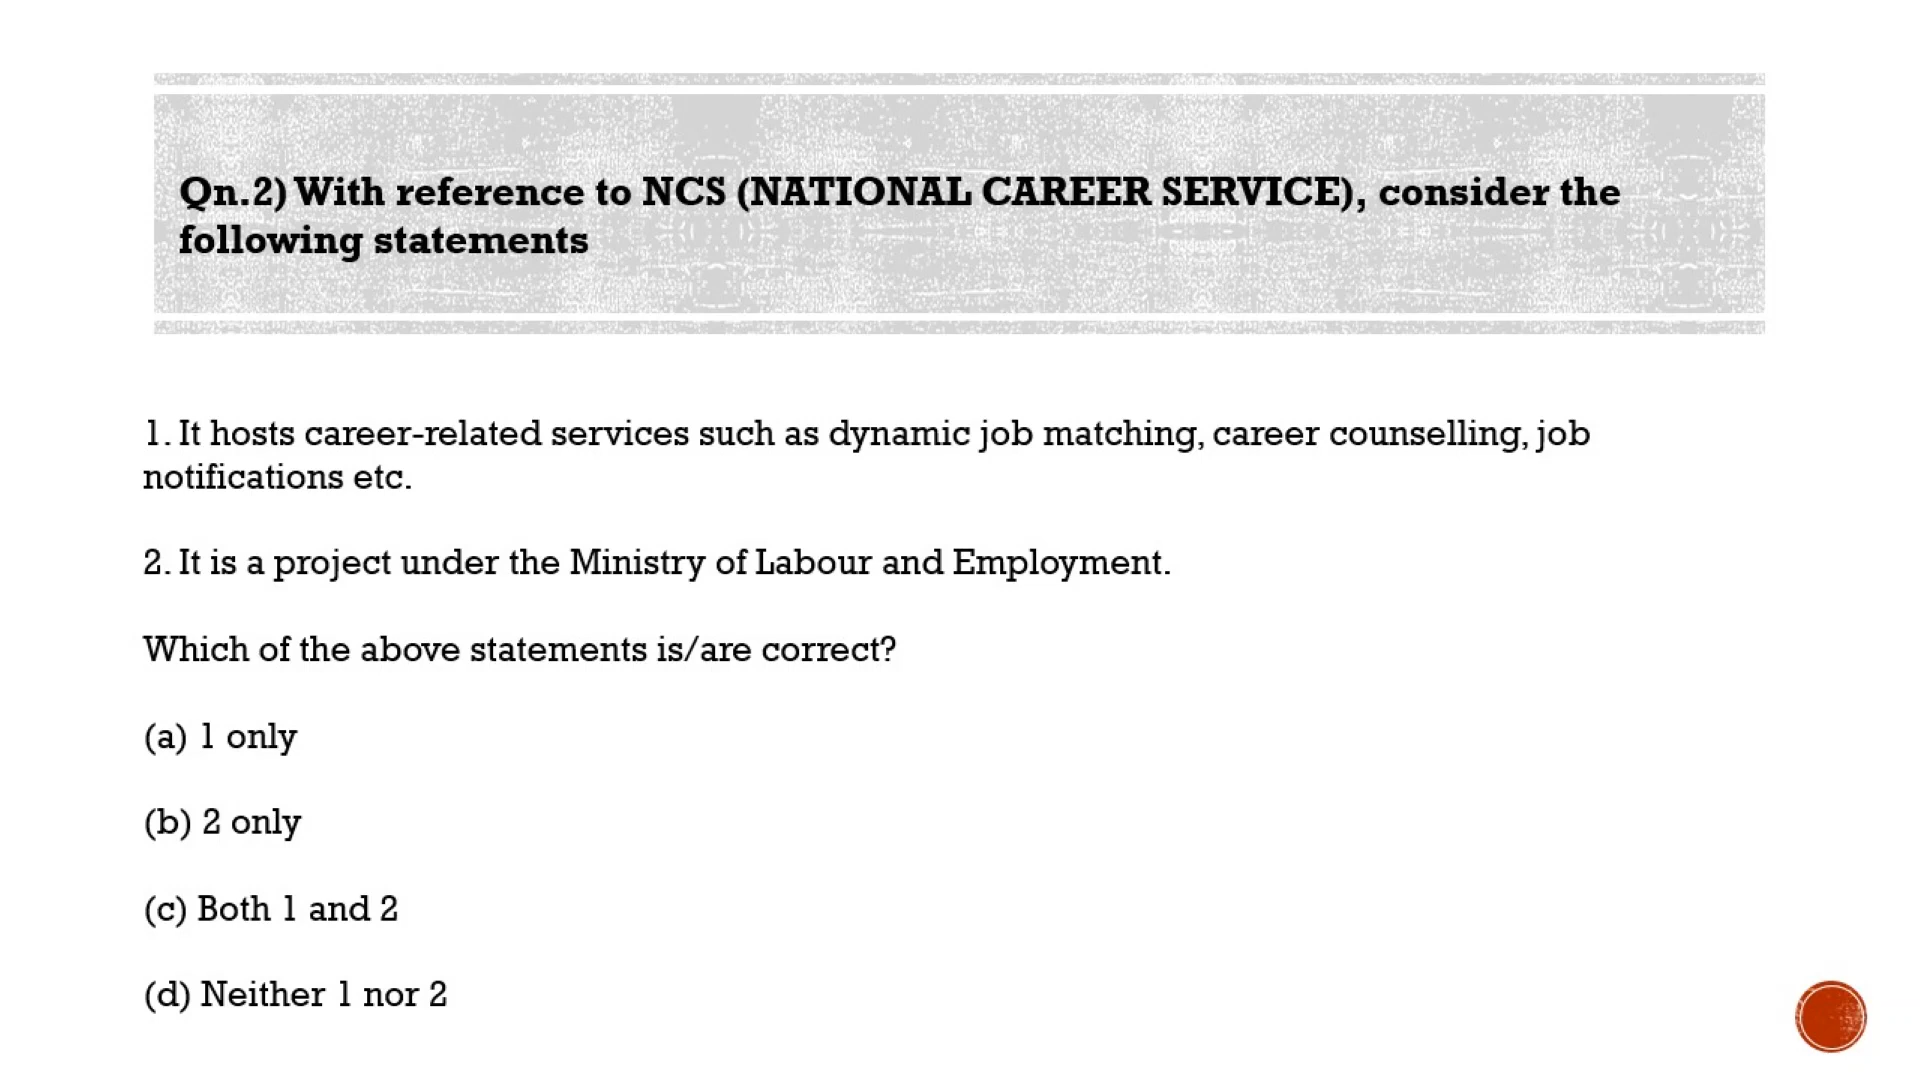 Qn.2) With reference to NCS (NATIONAL CAREER SERVICE), consider the
following statements
1. It hosts career-related services such as dynamic job matching, career counselling, job
notifications etc.
2. It is a project under the Ministry of Labour and Employment.
Which of the above statements is/are correct?
(a) 1 only
(b) 2 only
(c) Both 1 and 2
(d) Neither 1 nor 2